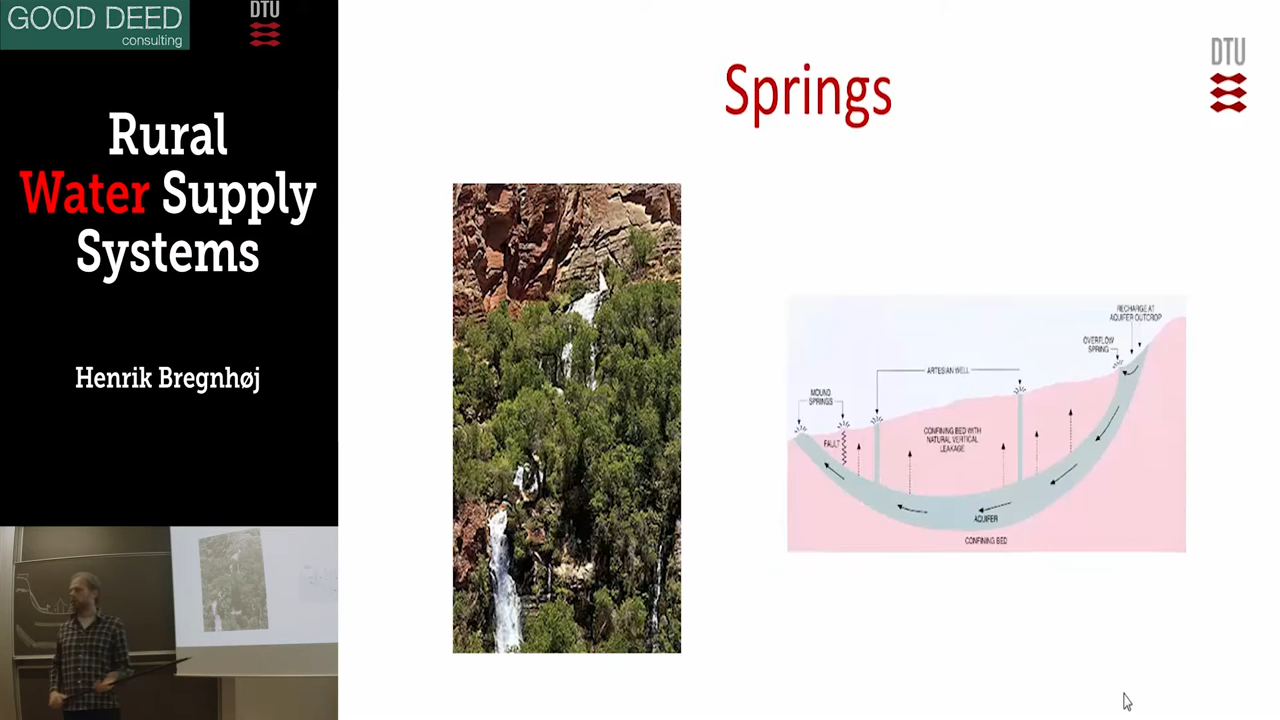 GOOD DEED
consulting
DTU
Rural
Water Supply
Systems
Henrik Bregnhøj
Springs
DTU
RECHARGE AT
AQUIFER OUTCROP
OVERFLOW
SPRING
ARTESIAN WELL
MOUND
SPRINGS
FAULT
CONFINING BED WITH
NATURAL VERTICAL
LEAKAGE
AQUIFER
CONFINING BED